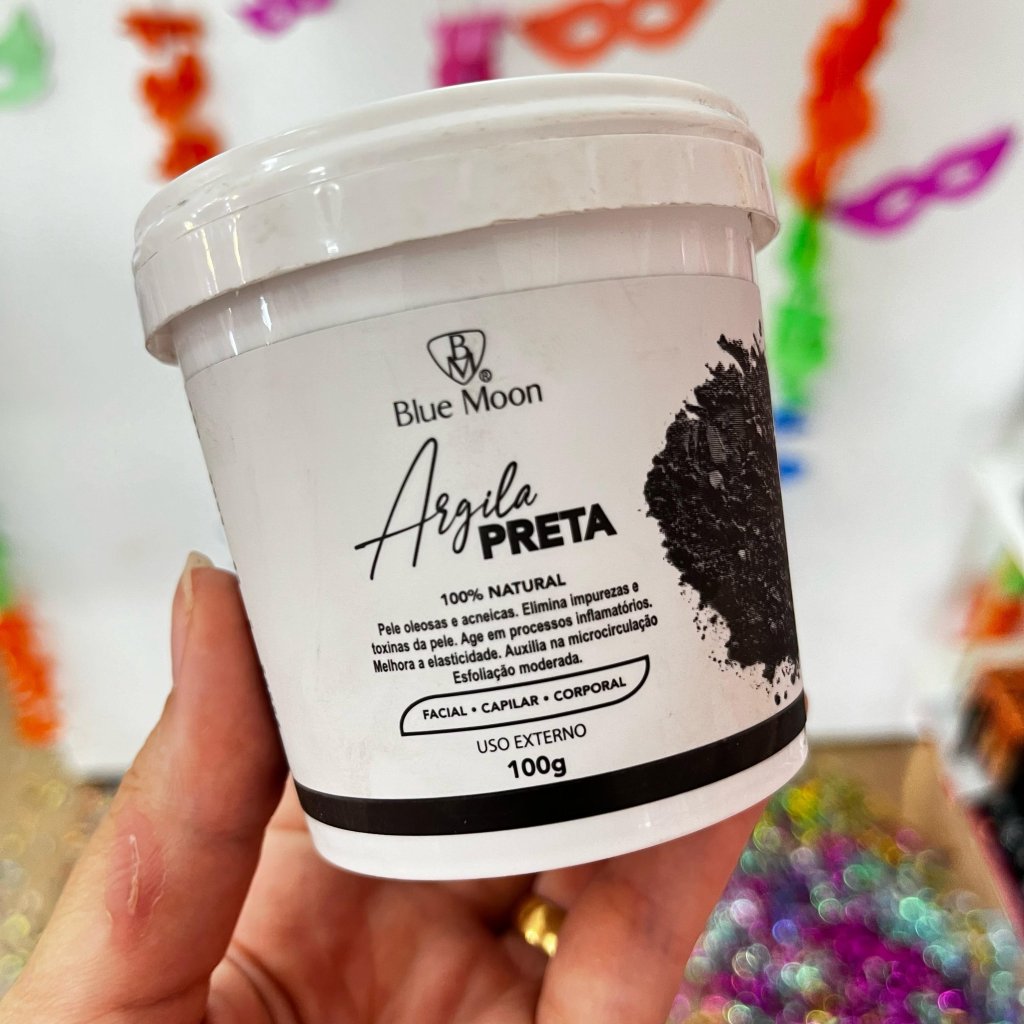 BM®
Blue Moon
Argila
PRETA
100% NATURAL
Pele oleosas e acneicas. Elimina impurezas e
toxinas da pele. Age em processos inflamatórios.
Melhora a elasticidade. Auxilia na microcirculação
Esfoliação moderada.
FACIAL • CAPILAR • CORPORAL
USO EXTERNO
100g